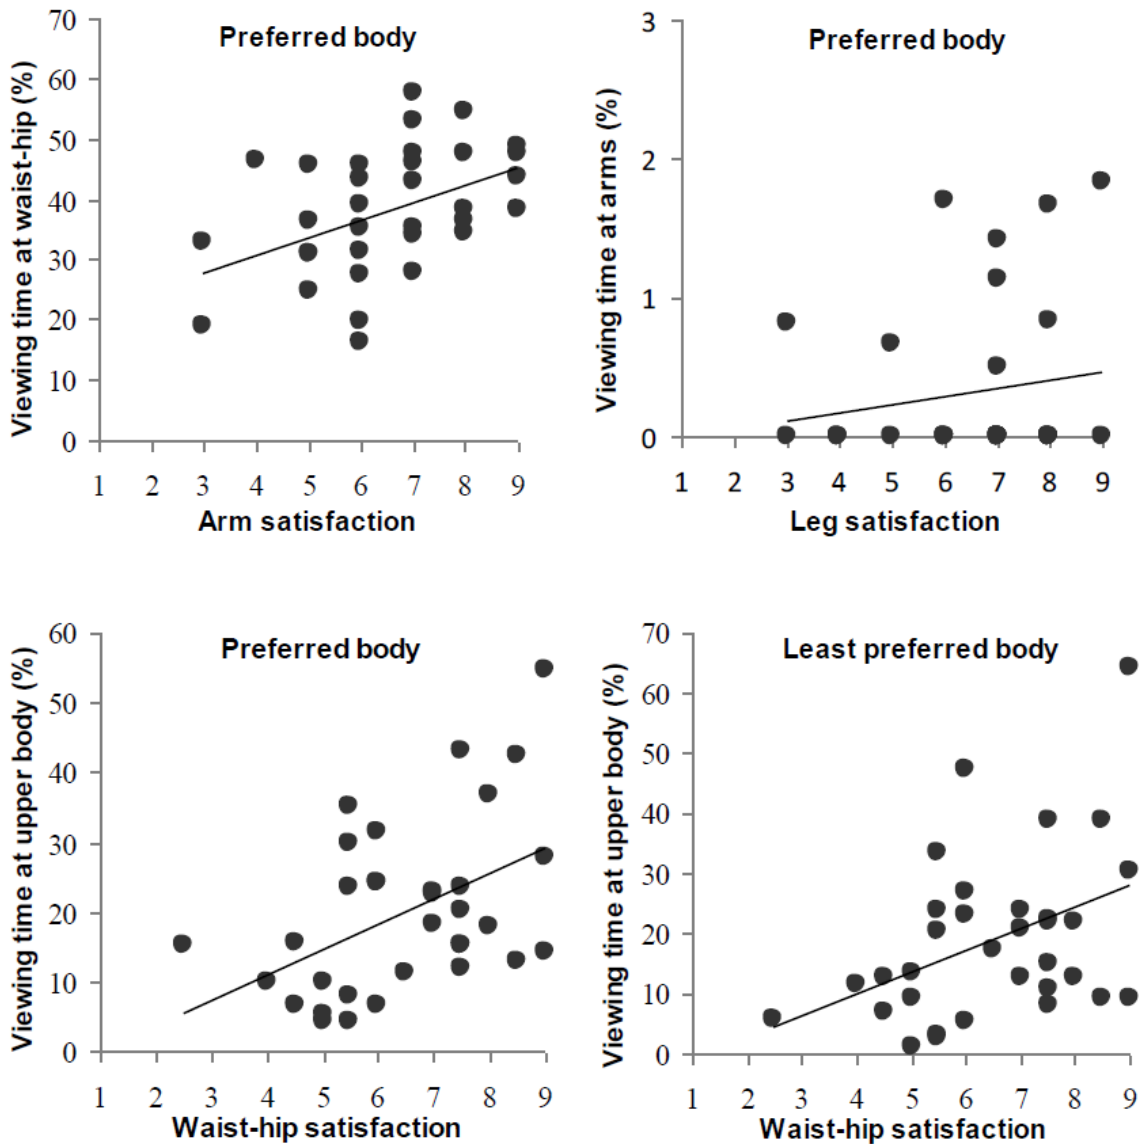 Preferred body
Viewing time at waist-hip (%)
70
60
50
40
30
20
10
0
1 2 3 4 5 6 7 8 9
Arm satisfaction
Preferred body
Viewing time at arms (%)
3
2
1
0
1 2 3 4 5 6 7 8 9
Leg satisfaction
Preferred body
Viewing time at upper body (%)
60
50
40
30
20
10
0
1 2 3 4 5 6 7 8 9
Waist-hip satisfaction
Least preferred body
Viewing time at upper body (%)
70
60
50
40
30
20
10
0
1 2 3 4 5 6 7 8 9
Waist-hip satisfaction